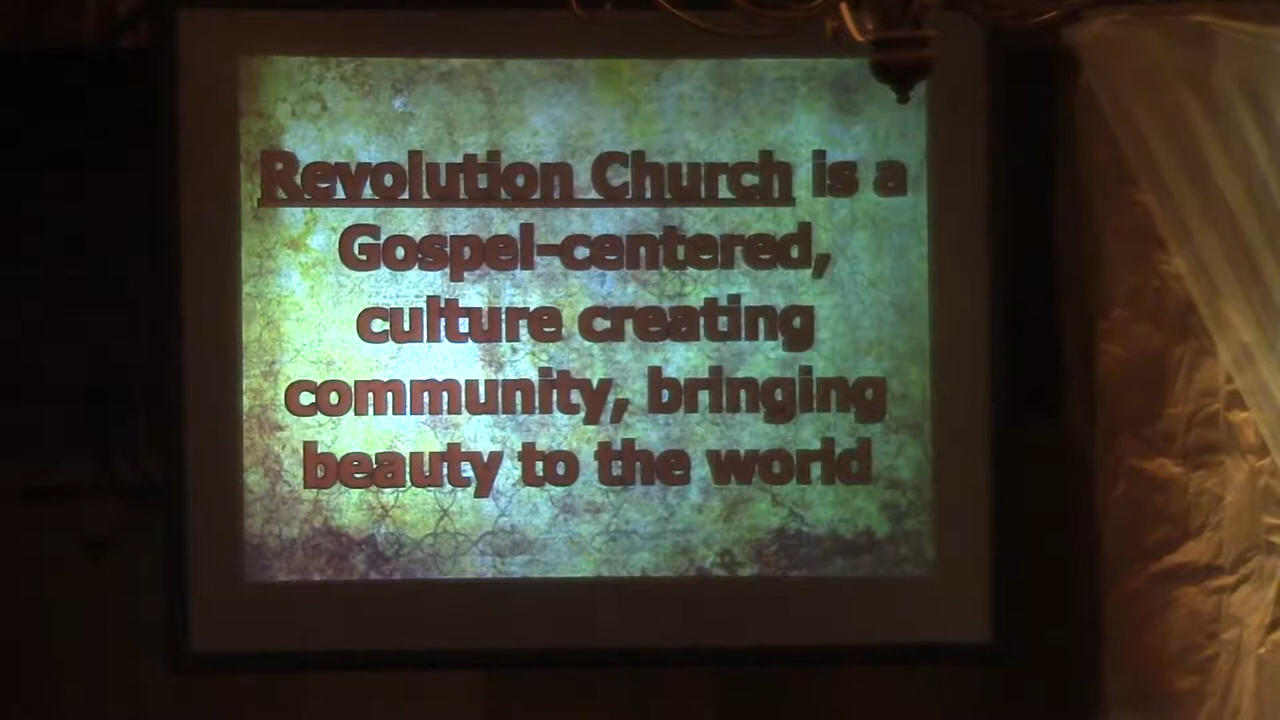 Revolution Church is a
Gospel-centered,
culture creating
community, bringing
beauty to the world